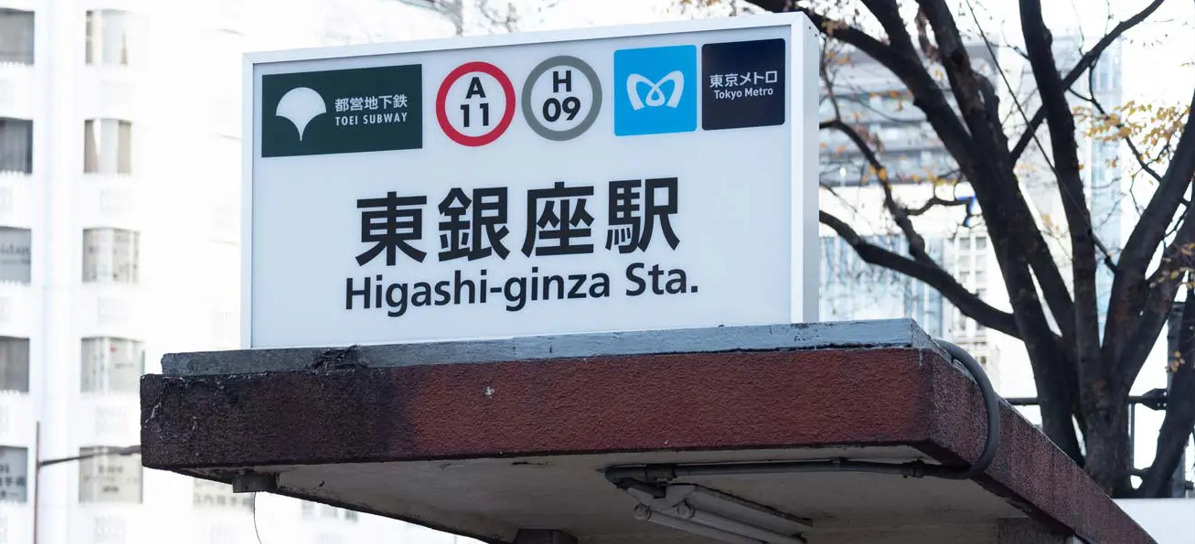 都営地下鉄
TOEI SUBWAY
A
11
H
09
東京メトロ
Tokyo Metro
東銀座駅
Higashi-ginza Sta.